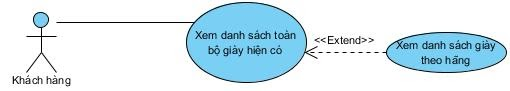 Xem danh sách toàn
bộ giày hiện có
<<Extend>>
Xem danh sách giày
theo hãng
Khách hàng